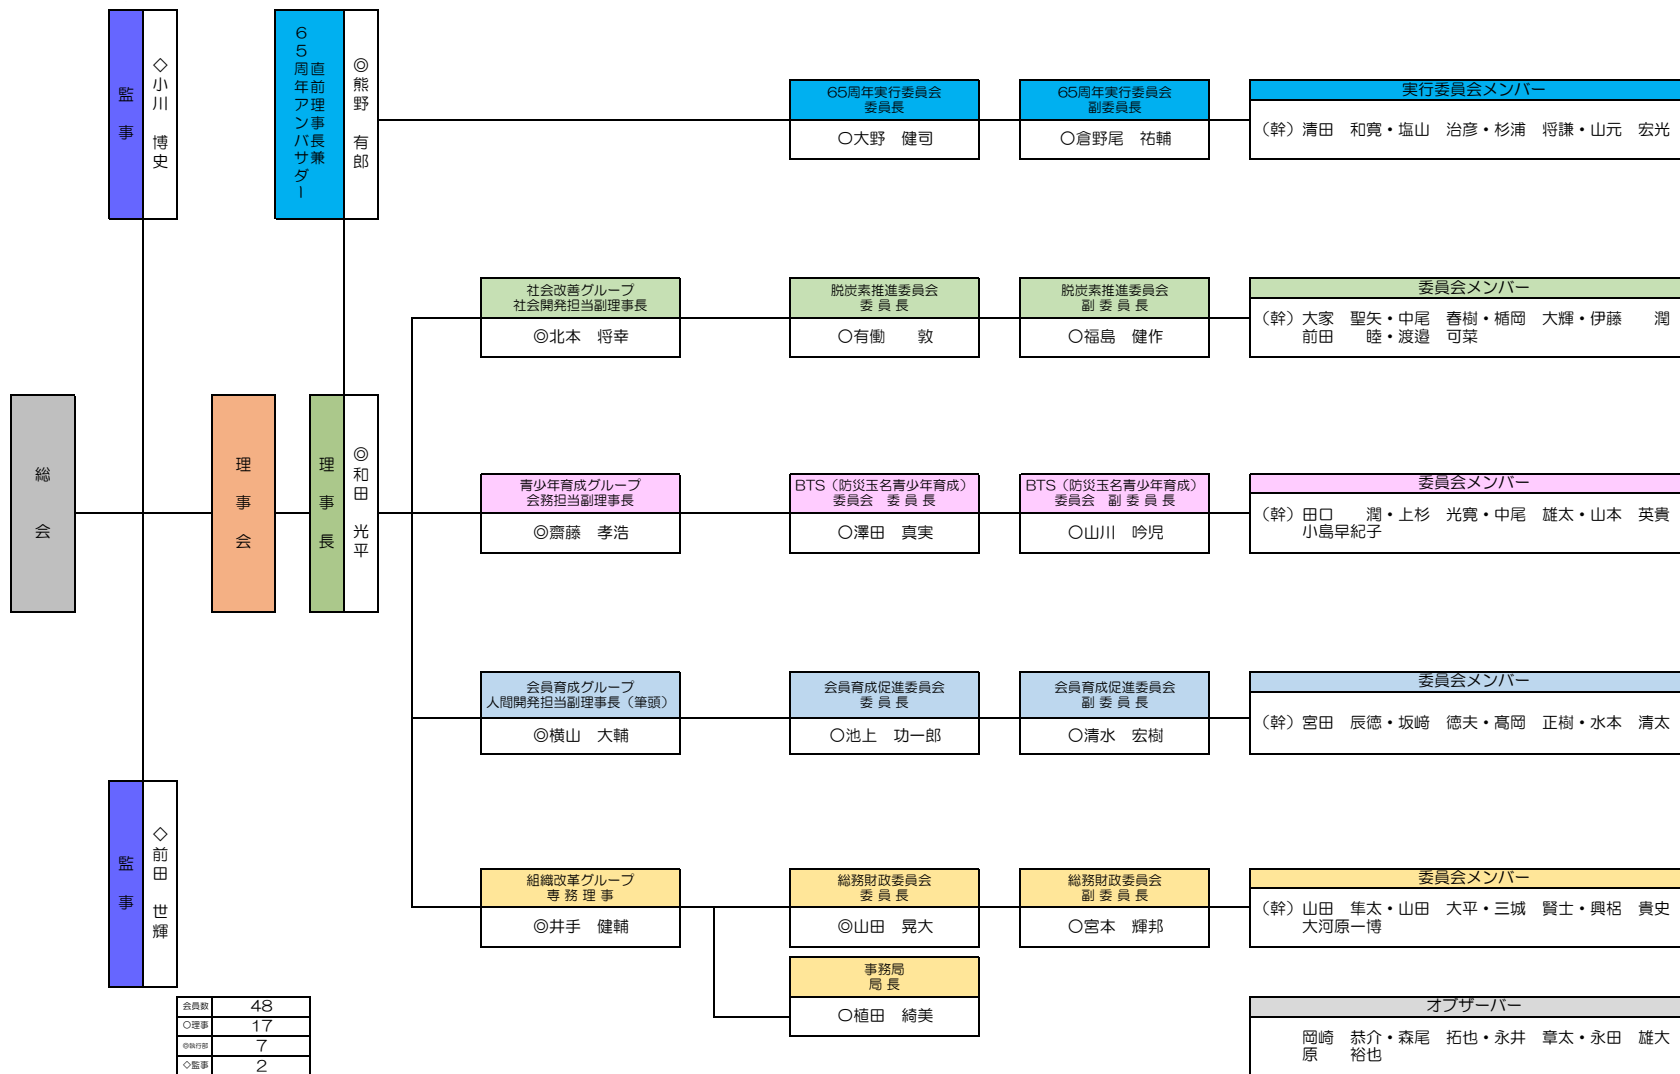 監事
◇小川　博史
直前理事長兼
65周年アンバサダー
◎熊野　有郎
65周年実行委員会
委員長
○大野　健司
65周年実行委員会
副委員長
○倉野尾　祐輔
実行委員会メンバー
（幹）清田　和寛・塩山　治彦・杉浦　将謙・山元　宏光
社会改善グループ
社会開発担当副理事長
◎北本　将幸
脱炭素推進委員会
委 員 長
○有働　　敦
脱炭素推進委員会
副 委 員 長
○福島　健作
委員会メンバー
（幹）大家　聖矢・中尾　春樹・楯岡　大輝・伊藤　　潤
前田　　睦・渡邉　可菜
総会
理事会
理事長
◎和田　光平
青少年育成グループ
会務担当副理事長
◎齋藤　孝浩
BTS（防災玉名青少年育成）
委員会　委 員 長
○澤田　真実
BTS（防災玉名青少年育成）
委員会　副 委 員 長
○山川　吟児
委員会メンバー
（幹）田口　　潤・上杉　光寛・中尾　雄太・山本　英貴
小島早紀子
会員育成グループ
人間開発担当副理事長（筆頭）
◎横山　大輔
会員育成促進委員会
委 員 長
○池上　功一郎
会員育成促進委員会
副 委 員 長
○清水　宏樹
委員会メンバー
（幹）宮田　辰徳・坂﨑　徳夫・髙岡　正樹・水本　清太
監事
◇前田　世輝
組織改革グループ
専 務 理 事
◎井手　健輔
総務財政委員会
委 員 長
◎山田　晃大
総務財政委員会
副 委 員 長
○宮本　輝邦
委員会メンバー
（幹）山田　隼太・山田　大平・三城　賢士・興梠　貴史
大河原一博
事務局
局 長
○植田　綺美
会員数 48
○理事 17
◎執行部 7
◇監事 2
オブザーバー
岡崎　恭介・森尾　拓也・永井　章太・永田　雄大
原　　裕也